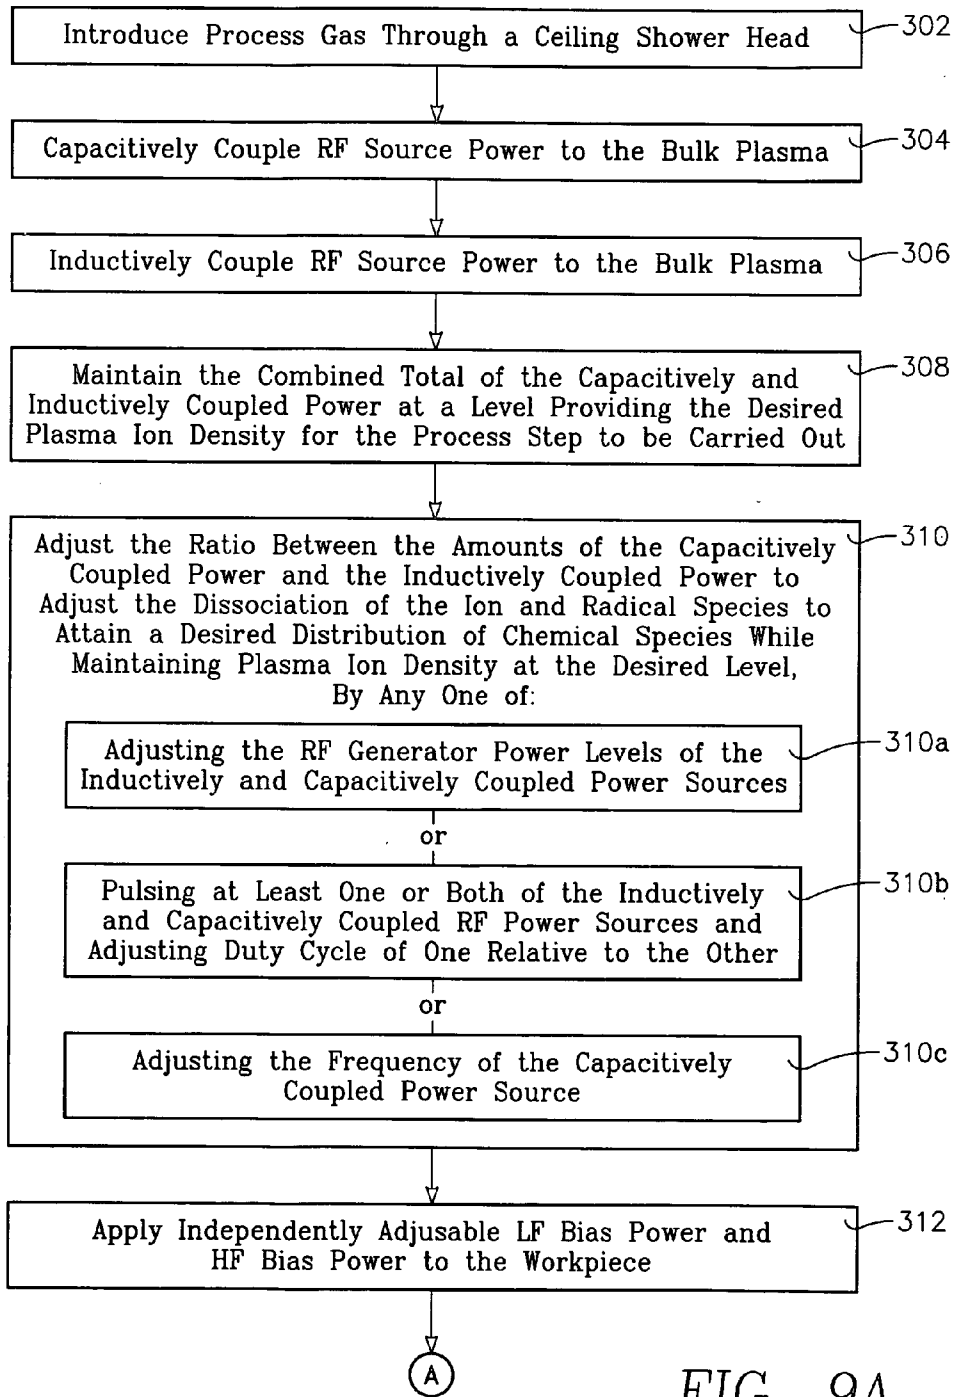 Introduce Process Gas Through a Ceiling Shower Head
302
Capacitively Couple RF Source Power to the Bulk Plasma
304
Inductively Couple RF Source Power to the Bulk Plasma
306
Maintain the Combined Total of the Capacitively and
Inductively Coupled Power at a Level Providing the Desired
Plasma Ion Density for the Process Step to be Carried Out
308
Adjust the Ratio Between the Amounts of the Capacitively
Coupled Power and the Inductively Coupled Power to
Adjust the Dissociation of the Ion and Radical Species to
Attain a Desired Distribution of Chemical Species While
Maintaining Plasma Ion Density at the Desired Level,
By Any One of:
310
Adjusting the RF Generator Power Levels of the
Inductively and Capacitively Coupled Power Sources
310a
or
Pulsing at Least One or Both of the Inductively
and Capacitively Coupled RF Power Sources and
Adjusting Duty Cycle of One Relative to the Other
310b
or
Adjusting the Frequency of the Capacitively
Coupled Power Source
310c
Apply Independently Adjusable LF Bias Power and
HF Bias Power to the Workpiece
312
A
FIG. 9A